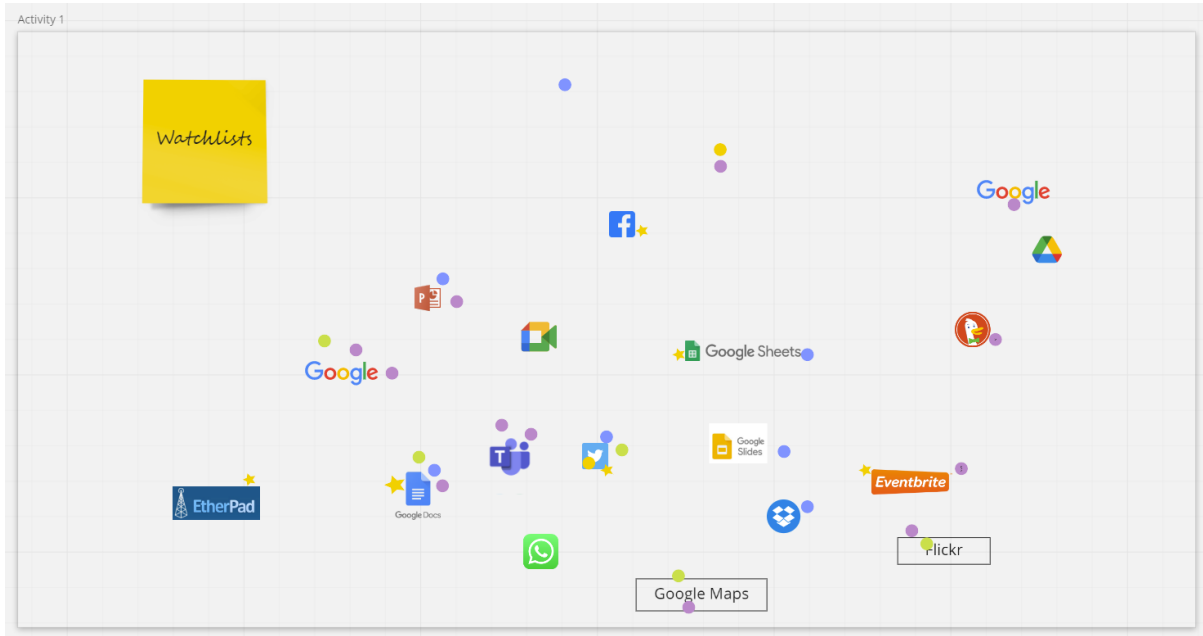 Activity 1
Watchlists
Google
P
Google Sheets
Google
T
Google
Slides
Eventbrite
EtherPad
Google Docs
Flickr
Google Maps